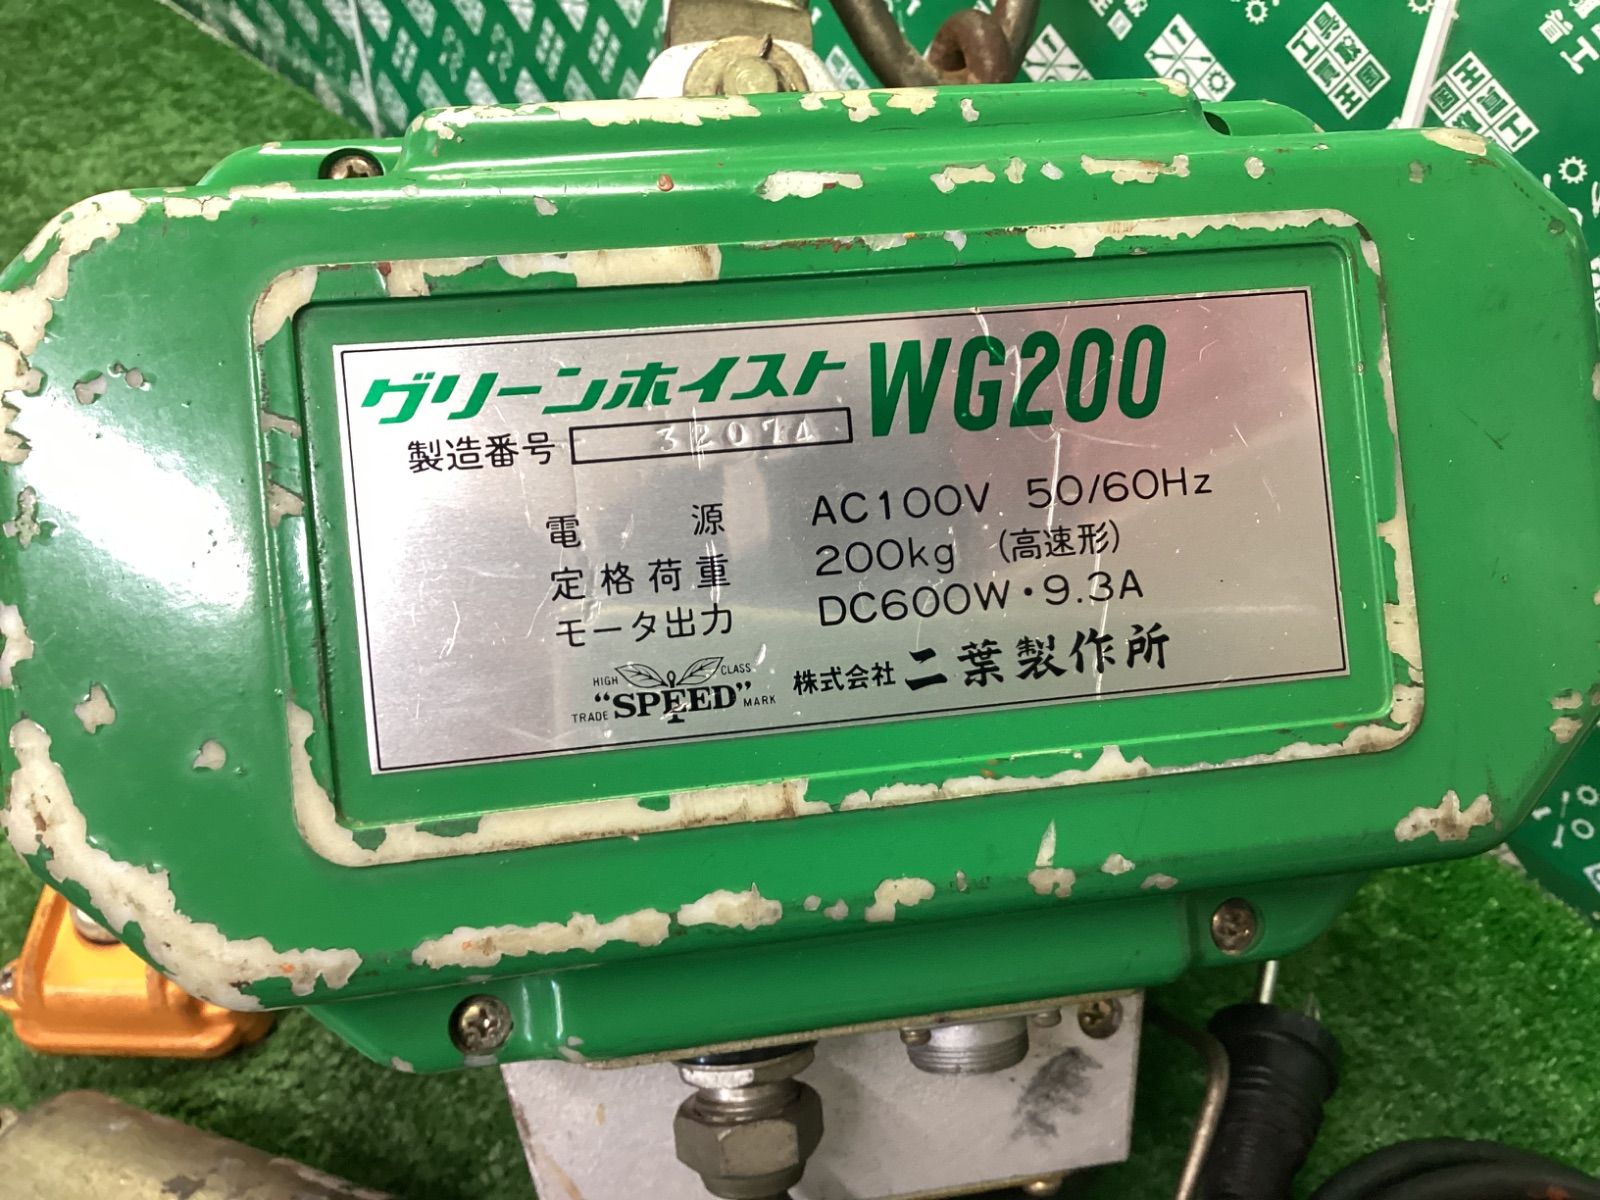 グリーンホイスト WG200
製造番号 32074
電源 AC100V 50/60Hz
定格荷重 200kg (高速形)
モータ出力 DC600W・9.3A
HIGH CLASS
TRADE "SPEED" MARK
株式会社 二葉製作所